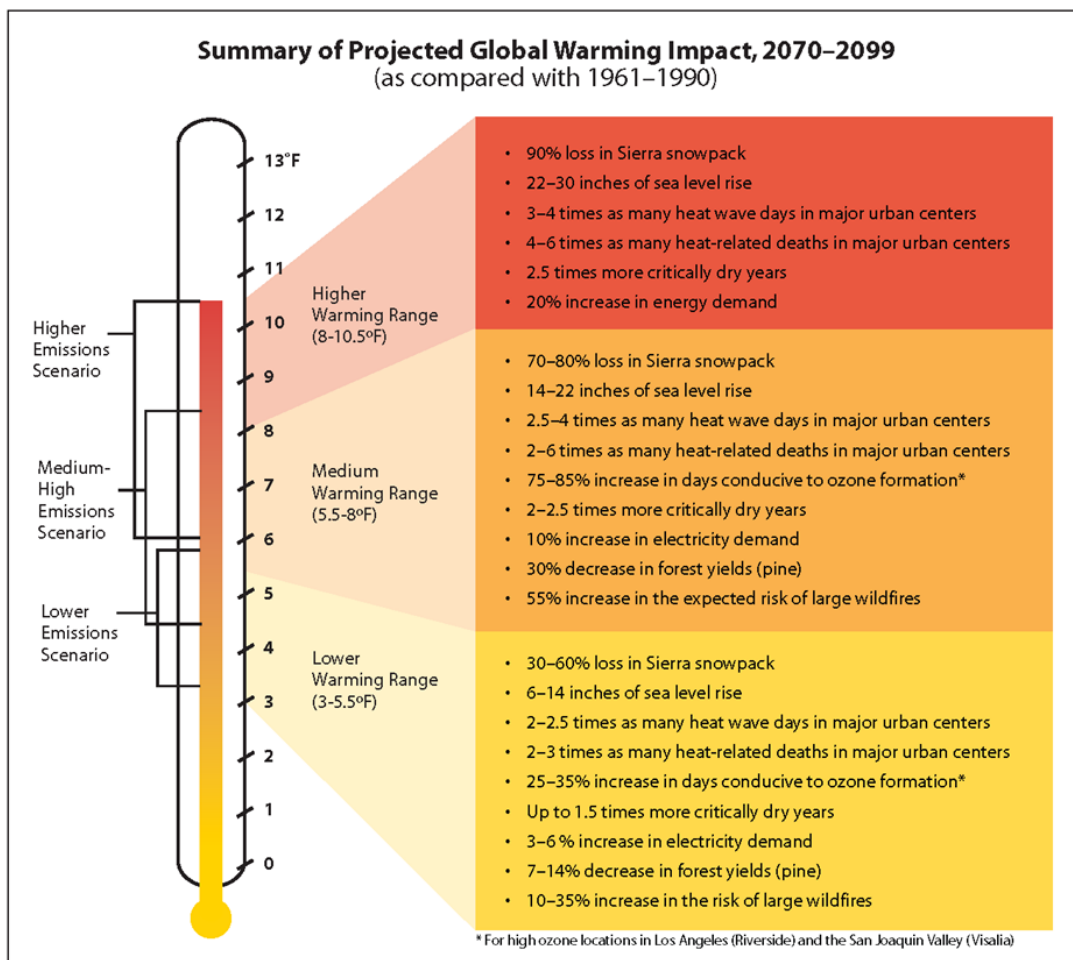 Summary of Projected Global Warming Impact, 2070–2099
(as compared with 1961–1990)
13°F
12
11
10
9
8
7
6
5
4
3
2
1
0
Higher
Emissions
Scenario
Medium-
High
Emissions
Scenario
Lower
Emissions
Scenario
Higher
Warming Range
(8-10.5ºF)
Medium
Warming Range
(5.5-8ºF)
Lower
Warming Range
(3-5.5ºF)
• 90% loss in Sierra snowpack
• 22–30 inches of sea level rise
• 3–4 times as many heat wave days in major urban centers
• 4–6 times as many heat-related deaths in major urban centers
• 2.5 times more critically dry years
• 20% increase in energy demand
• 70–80% loss in Sierra snowpack
• 14–22 inches of sea level rise
• 2.5–4 times as many heat wave days in major urban centers
• 2–6 times as many heat-related deaths in major urban centers
• 75–85% increase in days conducive to ozone formation*
• 2–2.5 times more critically dry years
• 10% increase in electricity demand
• 30% decrease in forest yields (pine)
• 55% increase in the expected risk of large wildfires
• 30–60% loss in Sierra snowpack
• 6–14 inches of sea level rise
• 2–2.5 times as many heat wave days in major urban centers
• 2–3 times as many heat-related deaths in major urban centers
• 25–35% increase in days conducive to ozone formation*
• Up to 1.5 times more critically dry years
• 3–6 % increase in electricity demand
• 7–14% decrease in forest yields (pine)
• 10–35% increase in the risk of large wildfires
* For high ozone locations in Los Angeles (Riverside) and the San Joaquin Valley (Visalia)